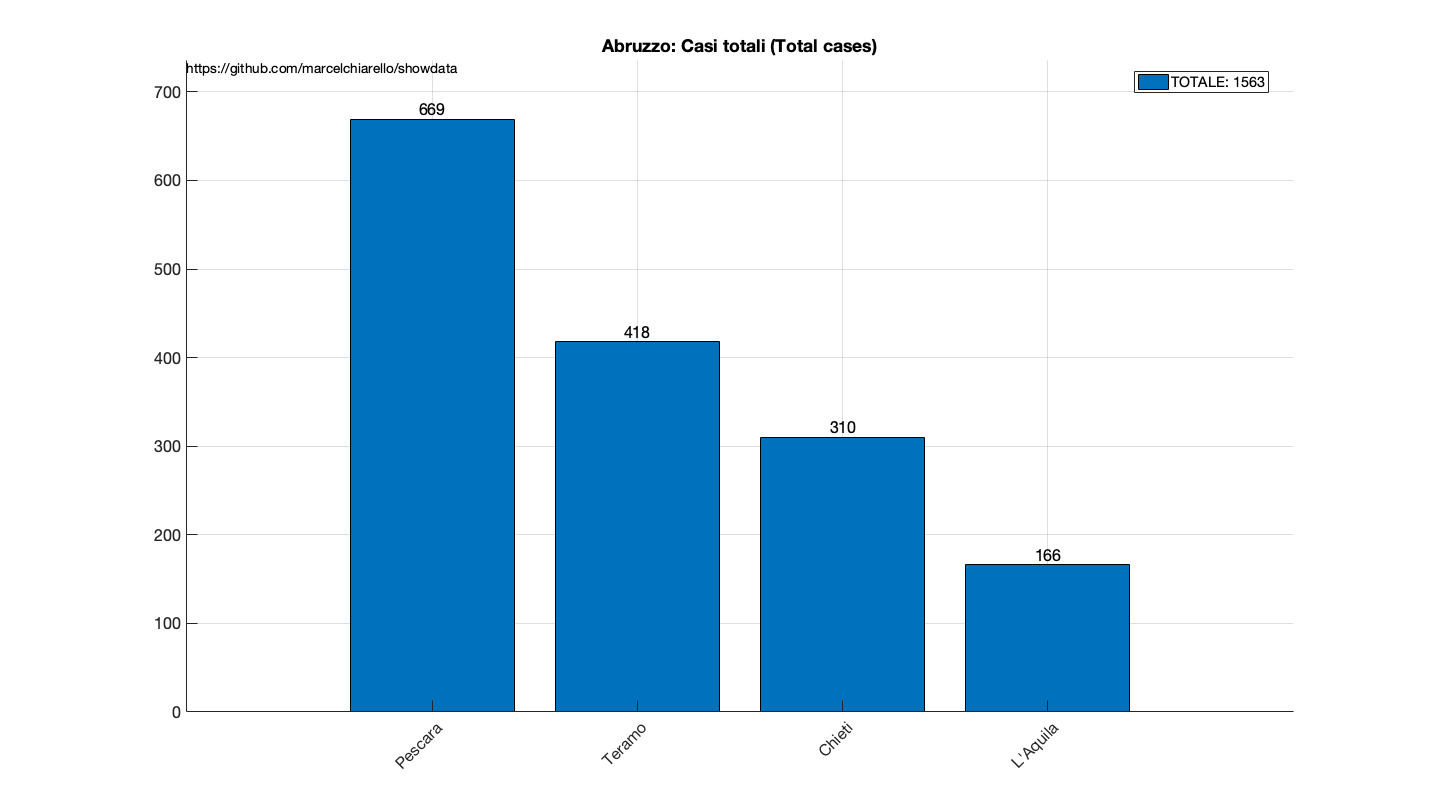 Abruzzo: Casi totali (Total cases)
https://github.com/marcelchiarello/showdata
TOTALE: 1563
700
600
500
400
300
200
100
0
669
418
310
166
Pescara
Teramo
Chieti
L'Aquila